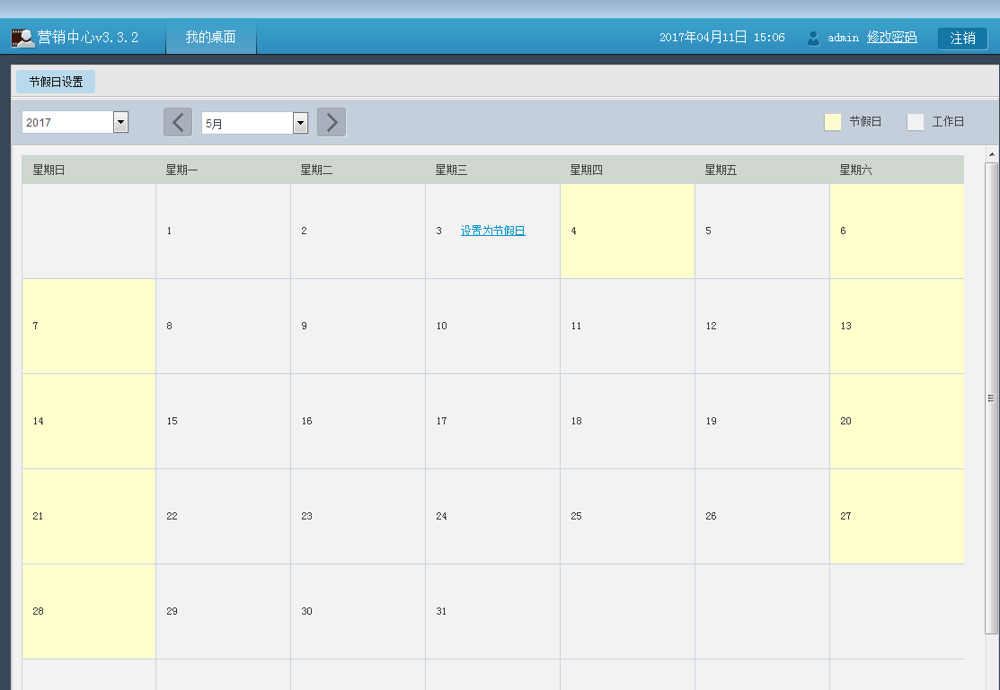 营销中心v3.3.2 我的桌面 2017年04月11日 15:06 admin 修改密码 注销
节假日设置
2017 5月 节假日 工作日
星期日 星期一 星期二 星期三 星期四 星期五 星期六
1 2 3 设置为节假日 4 5 6
7 8 9 10 11 12 13
14 15 16 17 18 19 20
21 22 23 24 25 26 27
28 29 30 31